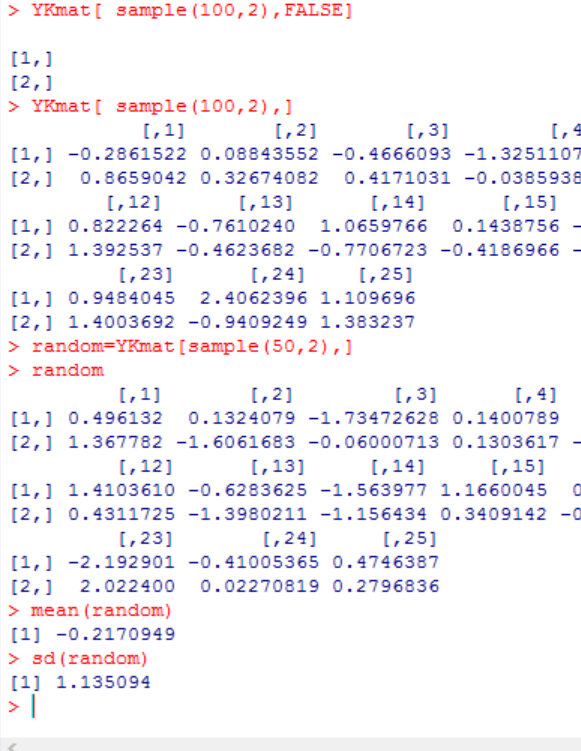 > YKmat[ sample(100,2),FALSE]
[1,]
[2,]
> YKmat[ sample(100,2),]
[,1] [,2] [,3] [,4
[1,] -0.2861522 0.08843552 -0.4666093 -1.3251107
[2,] 0.8659042 0.32674082 0.4171031 -0.0385938
[,12] [,13] [,14] [,15]
[1,] 0.822264 -0.7610240 1.0659766 0.1438756 -
[2,] 1.392537 -0.4623682 -0.7706723 -0.4186966 -
[,23] [,24] [,25]
[1,] 0.9484045 2.4062396 1.109696
[2,] 1.4003692 -0.9409249 1.383237
> random=YKmat[sample(50,2),]
> random
[,1] [,2] [,3] [,4]
[1,] 0.496132 0.1324079 -1.73472628 0.1400789
[2,] 1.367782 -1.6061683 -0.06000713 0.1303617 -
[,12] [,13] [,14] [,15]
[1,] 1.4103610 -0.6283625 -1.563977 1.1660045 0
[2,] 0.4311725 -1.3980211 -1.156434 0.3409142 -0
[,23] [,24] [,25]
[1,] -2.192901 -0.41005365 0.4746387
[2,] 2.022400 0.02270819 0.2796836
> mean(random)
[1] -0.2170949
> sd(random)
[1] 1.135094
>